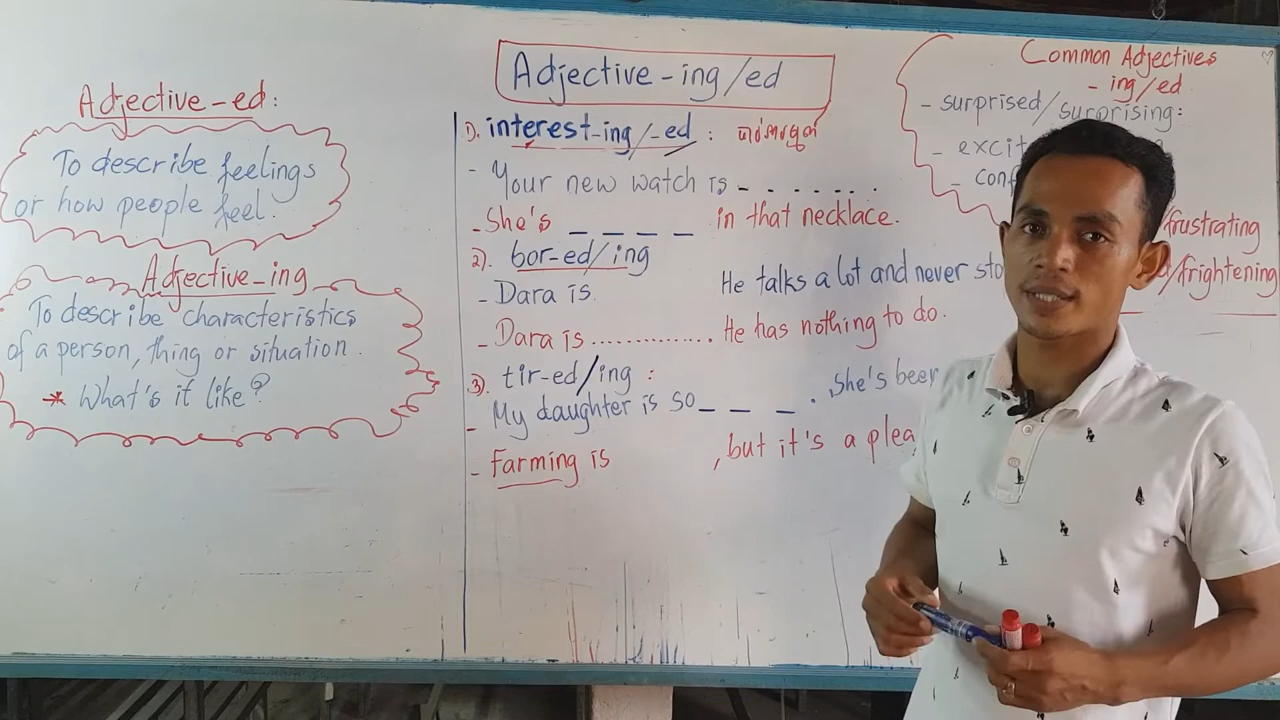 Adjective-ed:
To describe feelings
or how people feel.
Adjective-ing
To describe characteristics
of a person, thing or situation.
* What's it like?
Adjective-ing/ed
1). interest-ing/-ed :
- Your new watch is - - - - - - - .
- She's _ _ _ _ in that necklace.
2). bor-ed/ing
- Dara is He talks a lot and never sto
- Dara is............... He has nothing to do.
3). tir-ed/ing :
- My daughter is so _ _ _ . She's bee
- Farming is , but it's a plea
Common Adjectives
- ing/ed
- surprised/surprising:
- excit
- conf
/frustrating
/frightening